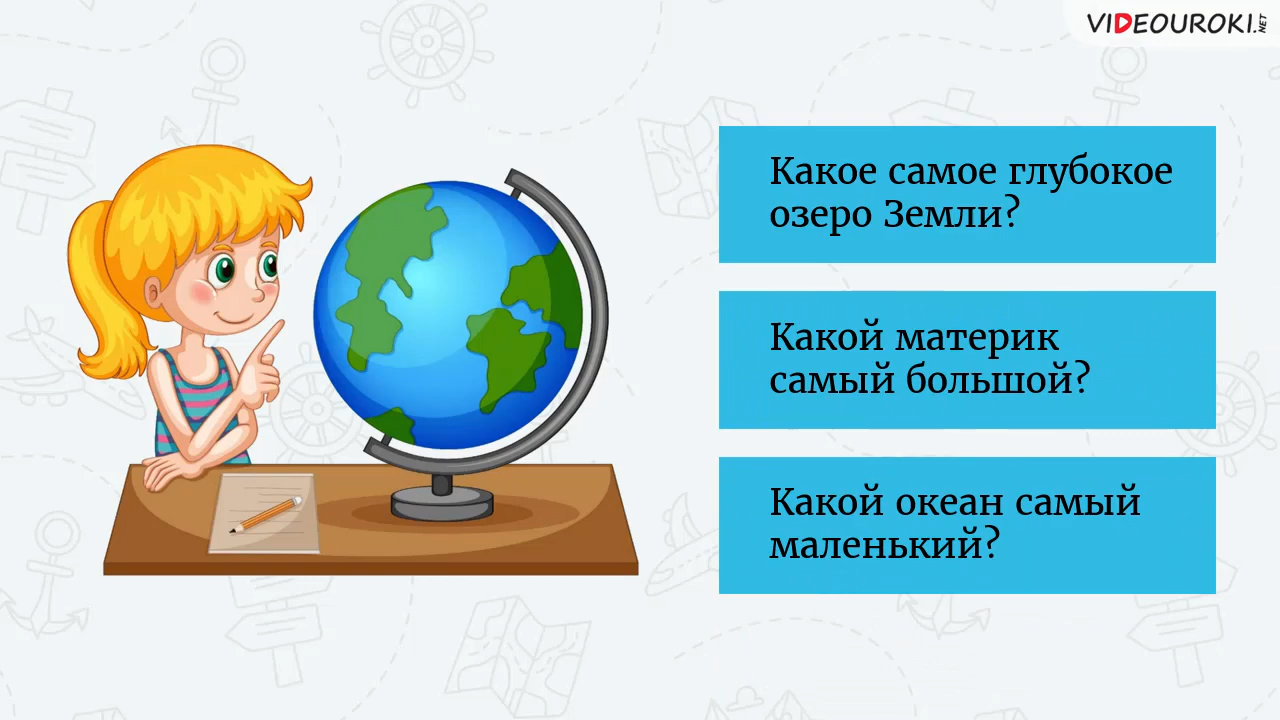 VIDEOUROKI.NET
Какое самое глубокое
озеро Земли?
Какой материк
самый большой?
Какой океан самый
маленький?